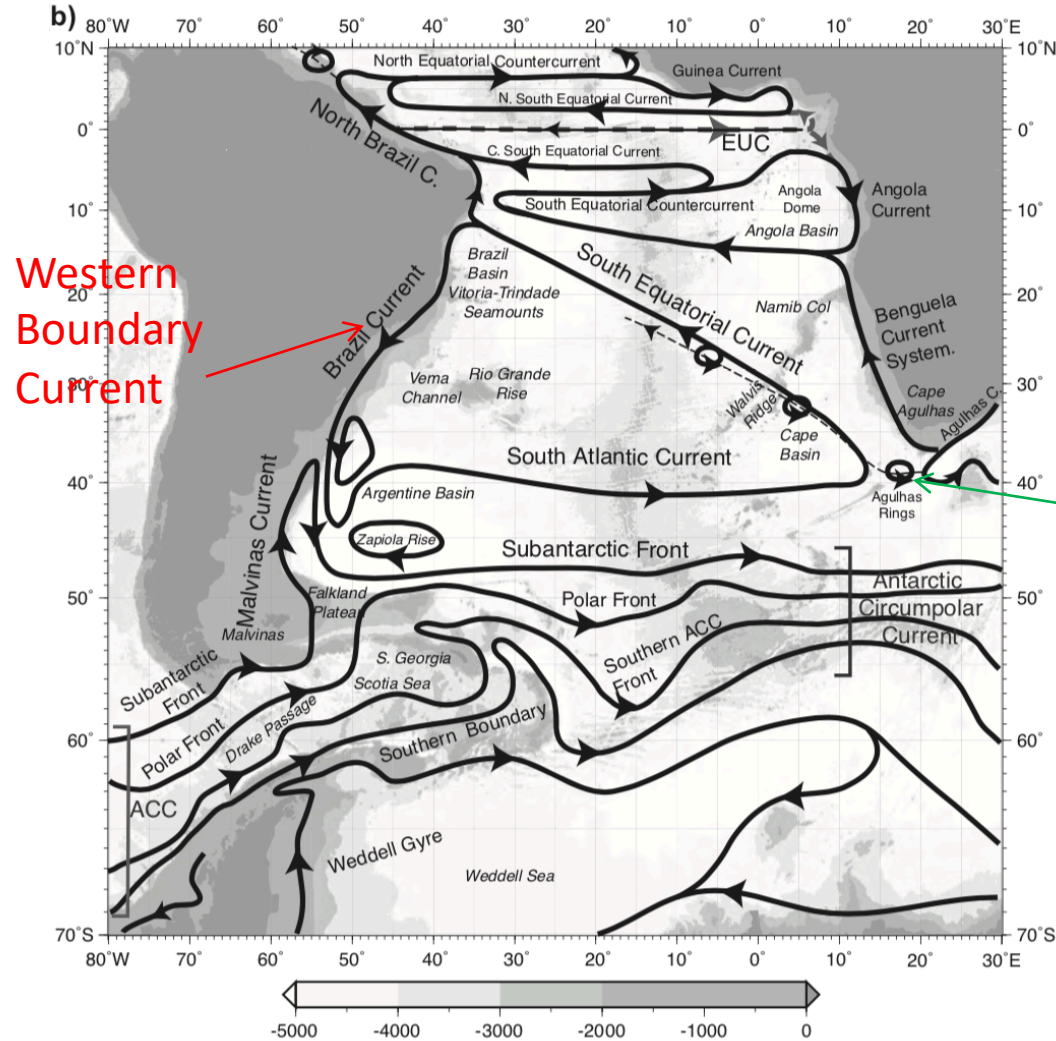 b)
80°W 70° 60° 50° 40° 30° 20° 10° 0° 10° 20° 30°E
10°N
10°N
North Equatorial Countercurrent
Guinea Current
N. South Equatorial Current
0°
0°
North Brazil C.
EUC
C. South Equatorial Current
South Equatorial Countercurrent
Angola
Dome
Angola
Current
10°
10°
Angola Basin
Western
Boundary
Current
Brazil
Basin
Vitoria-Trindade
Seamounts
South Equatorial Current
Namib Col
20°
20°
Brazil Current
Benguela
Current
System.
Vema
Channel
Rio Grande
Rise
Walvis
Ridge
30°
30°
Cape
Agulhas
Agulhas C.
Cape
Basin
South Atlantic Current
40°
40°
Malvinas Current
Argentine Basin
Agulhas
Rings
Zapiola Rise
Subantarctic Front
Antarctic
Circumpolar
Current
50°
50°
Falkland
Plateau
Polar Front
Malvinas
Southern ACC
Front
S. Georgia
Scotia Sea
Subantarctic
Front
Polar Front
Drake Passage
Southern Boundary
60°
60°
ACC
Weddell Gyre
Weddell Sea
70°S
70°S
80°W 70° 60° 50° 40° 30° 20° 10° 0° 10° 20° 30°E
-5000 -4000 -3000 -2000 -1000 0